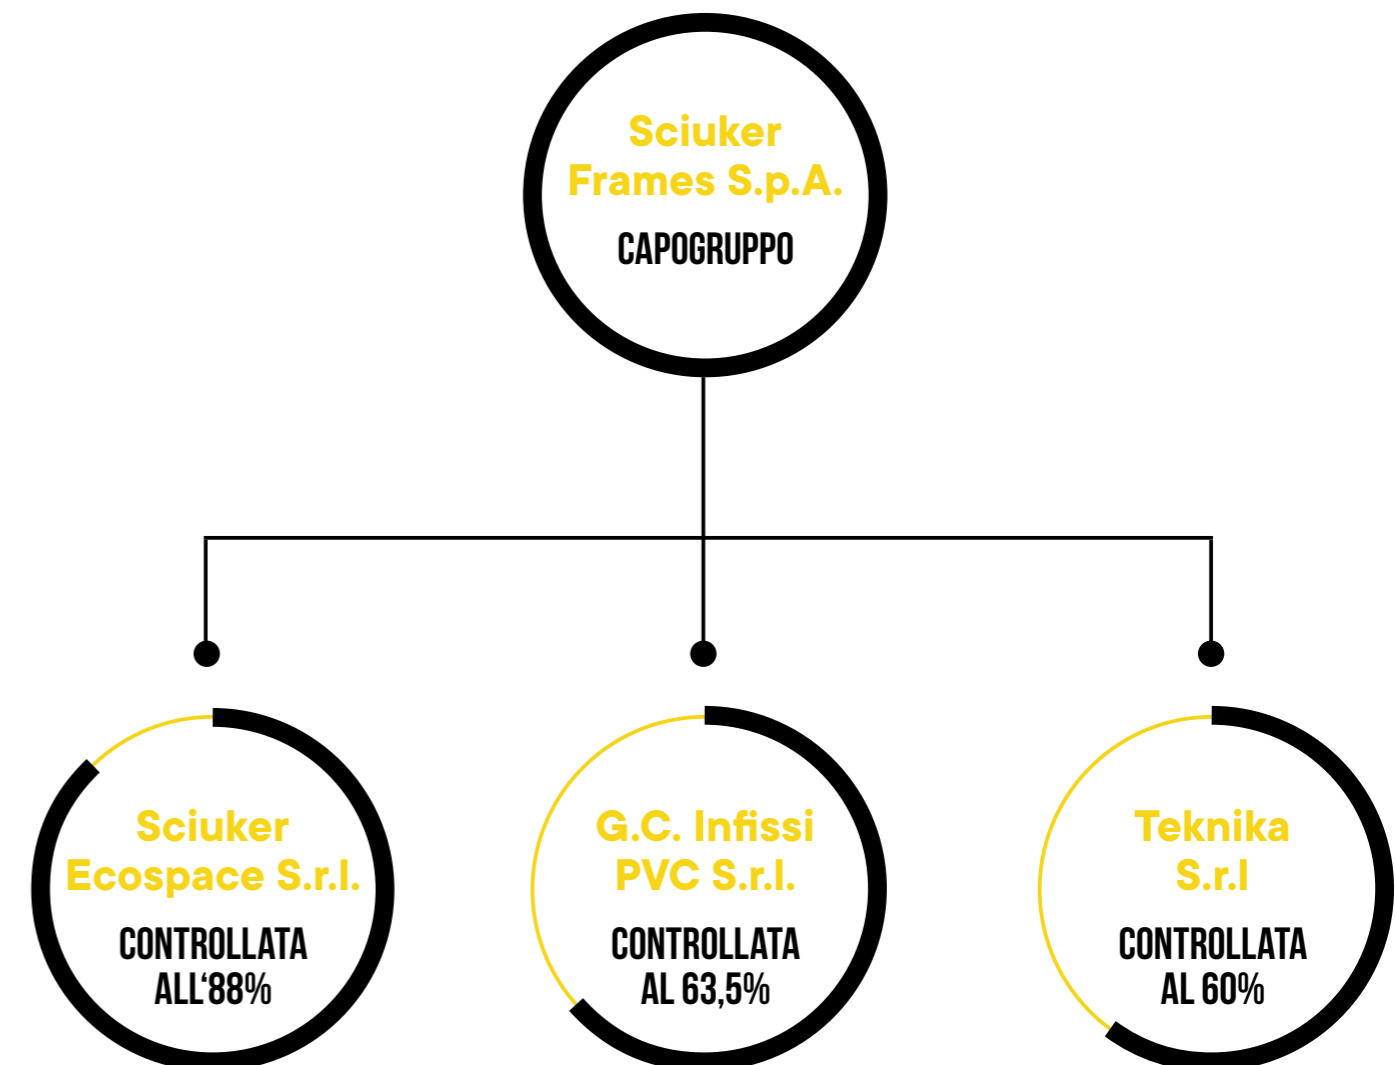 Sciuker
Frames S.p.A.
CAPOGRUPPO
Sciuker
Ecospace S.r.l.
CONTROLLATA
ALL‘88%
G.C. Infissi
PVC S.r.l.
CONTROLLATA
AL 63,5%
Teknika
S.r.l
CONTROLLATA
AL 60%